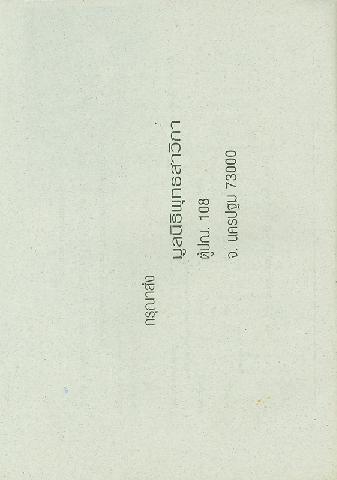 กรุณาส่ง
มูลนิธิพุทธสาวิกา
ตู้ปณ. 108
จ. นครปฐม 73000